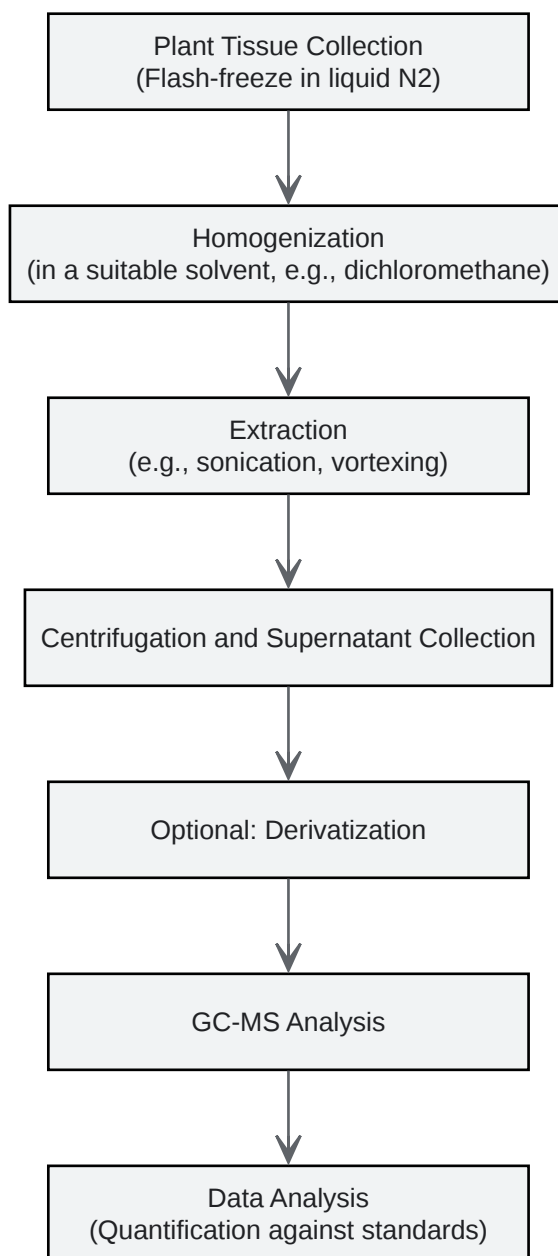 Plant Tissue Collection
(Flash-freeze in liquid N2)
Homogenization
(in a suitable solvent, e.g., dichloromethane)
Extraction
(e.g., sonication, vortexing)
Centrifugation and Supernatant Collection
Optional: Derivatization
GC-MS Analysis
Data Analysis
(Quantification against standards)